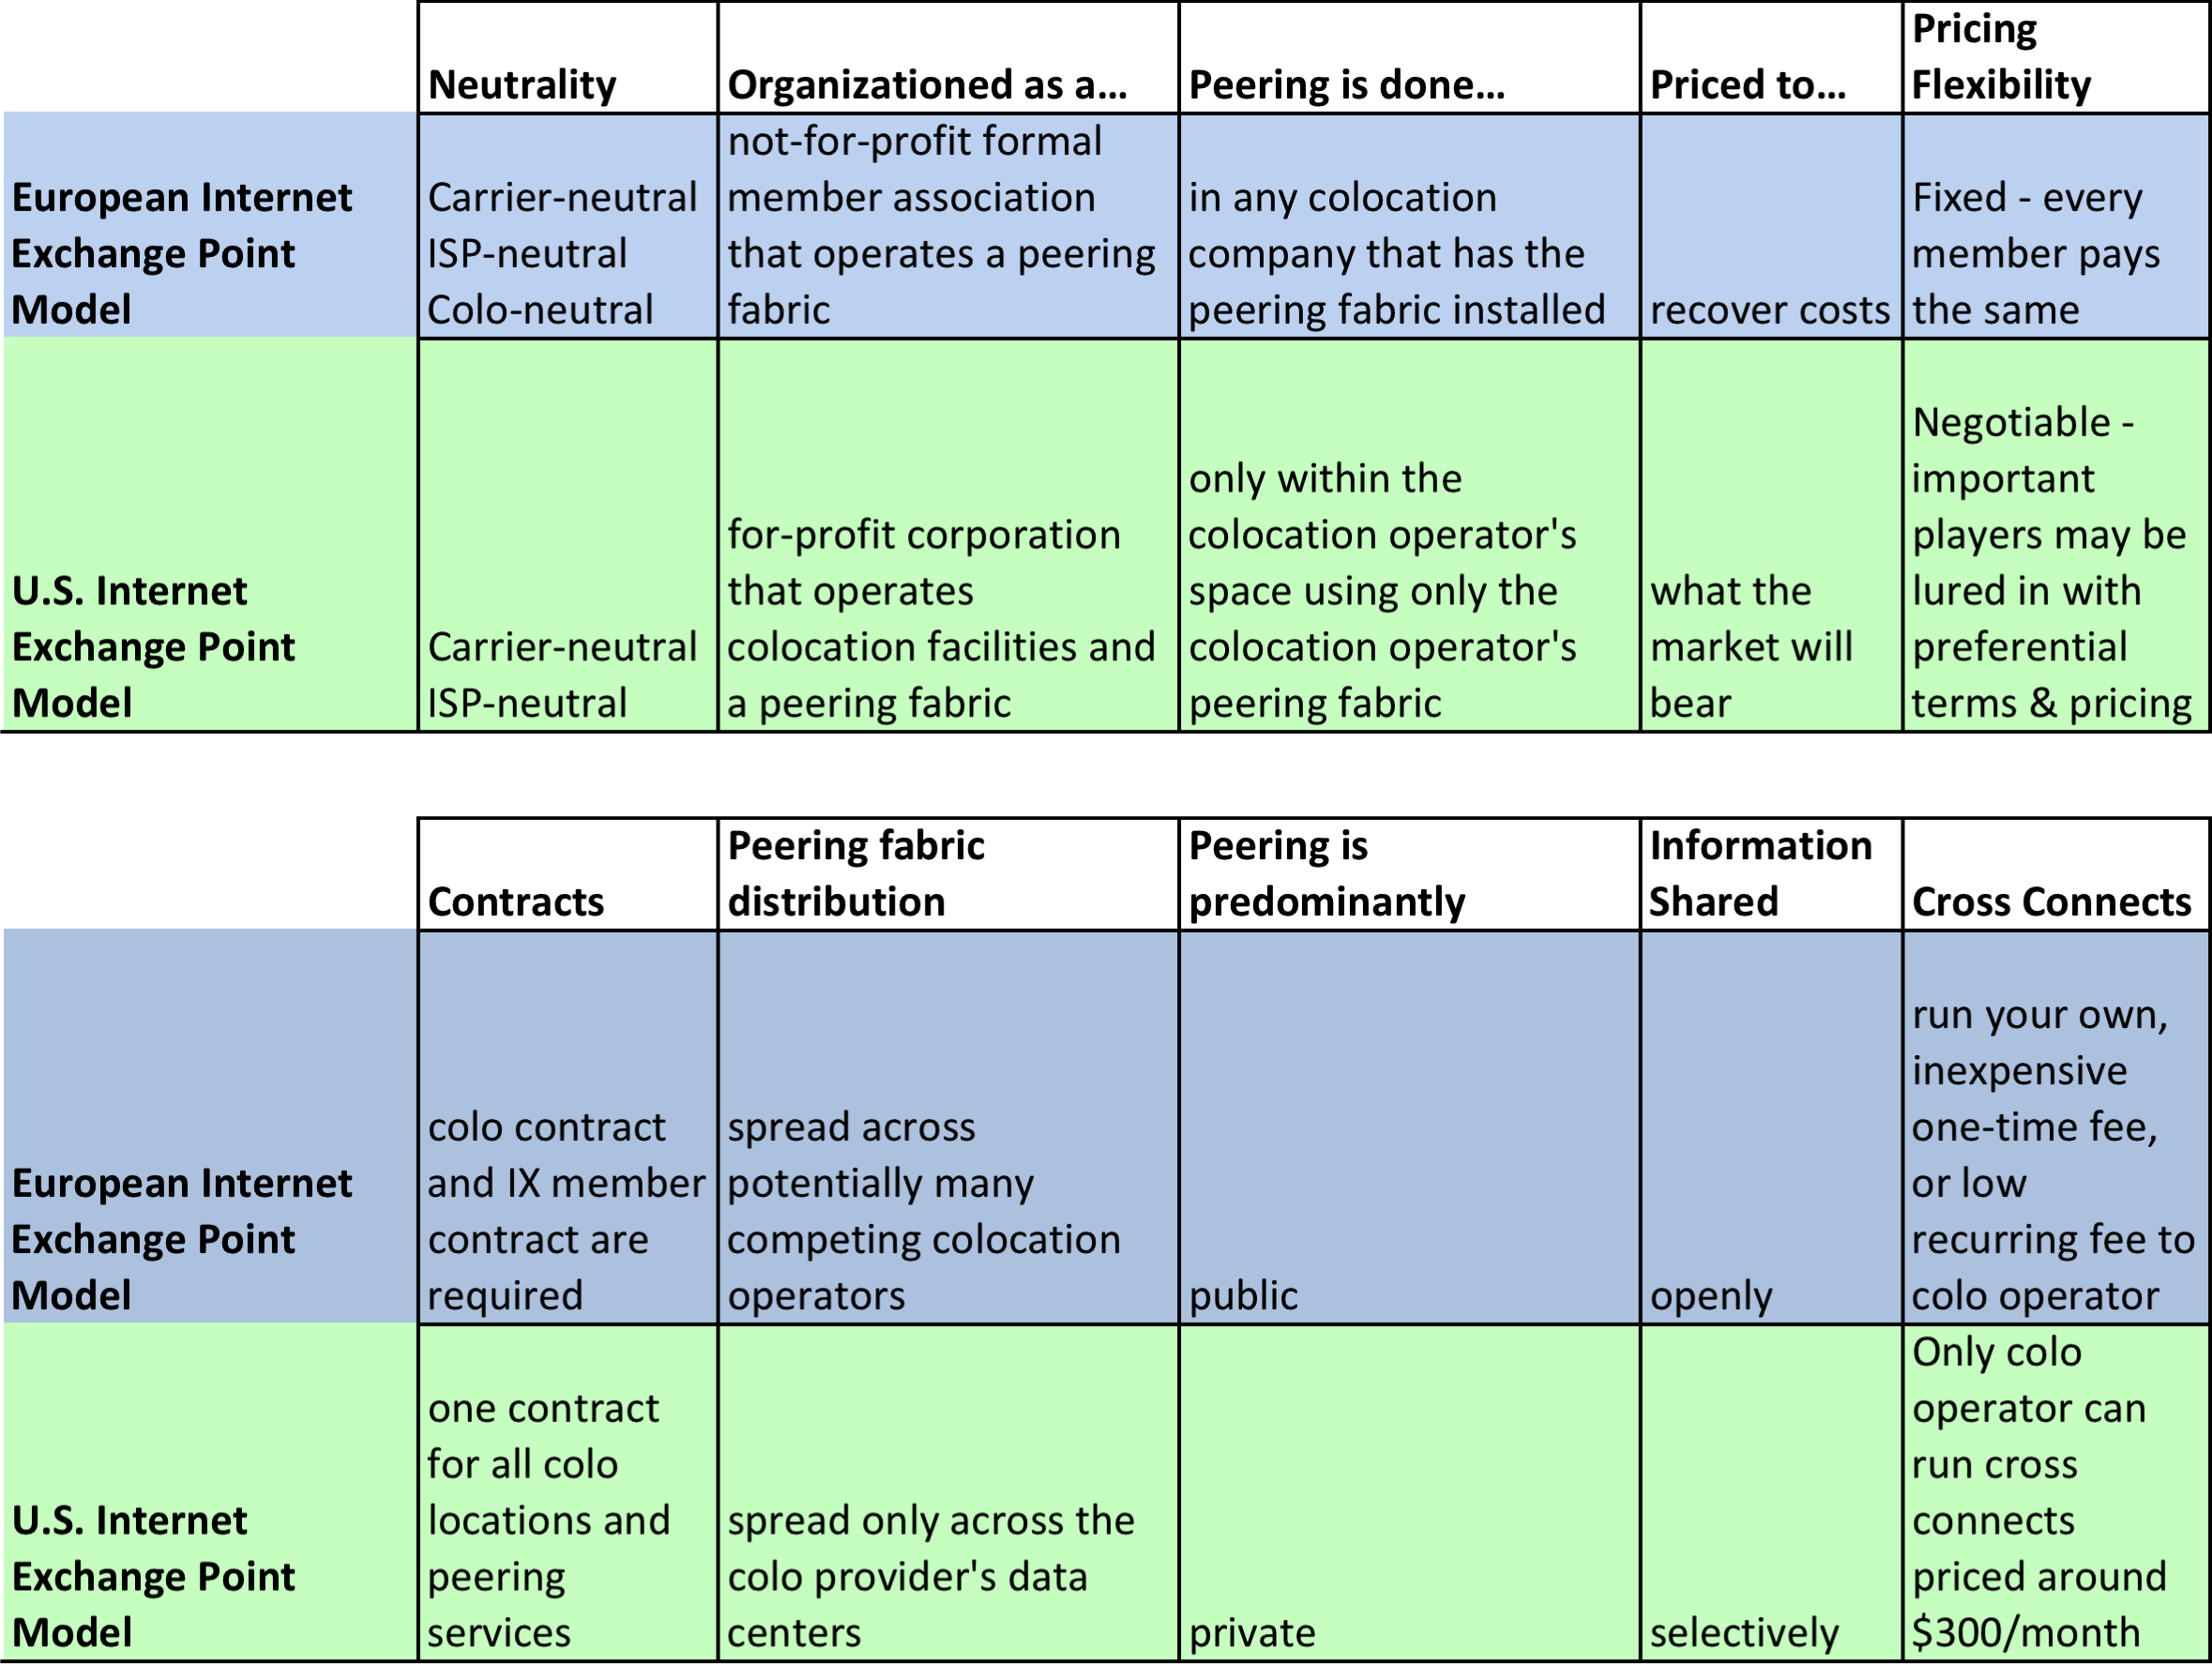 Neutrality
Organizationed as a...
Peering is done...
Priced to...
Pricing
Flexibility
European Internet
Exchange Point
Model
Carrier-neutral
ISP-neutral
Colo-neutral
not-for-profit formal
member association
that operates a peering
fabric
in any colocation
company that has the
peering fabric installed
recover costs
Fixed - every
member pays
the same
U.S. Internet
Exchange Point
Model
Carrier-neutral
ISP-neutral
for-profit corporation
that operates
colocation facilities and
a peering fabric
only within the
colocation operator's
space using only the
colocation operator's
peering fabric
what the
market will
bear
Negotiable -
important
players may be
lured in with
preferential
terms & pricing
Contracts
Peering fabric
distribution
Peering is
predominantly
Information
Shared
Cross Connects
European Internet
Exchange Point
Model
colo contract
and IX member
contract are
required
spread across
potentially many
competing colocation
operators
public
openly
run your own,
inexpensive
one-time fee,
or low
recurring fee to
colo operator
U.S. Internet
Exchange Point
Model
one contract
for all colo
locations and
peering
services
spread only across the
colo provider's data
centers
private
selectively
Only colo
operator can
run cross
connects
priced around
$300/month